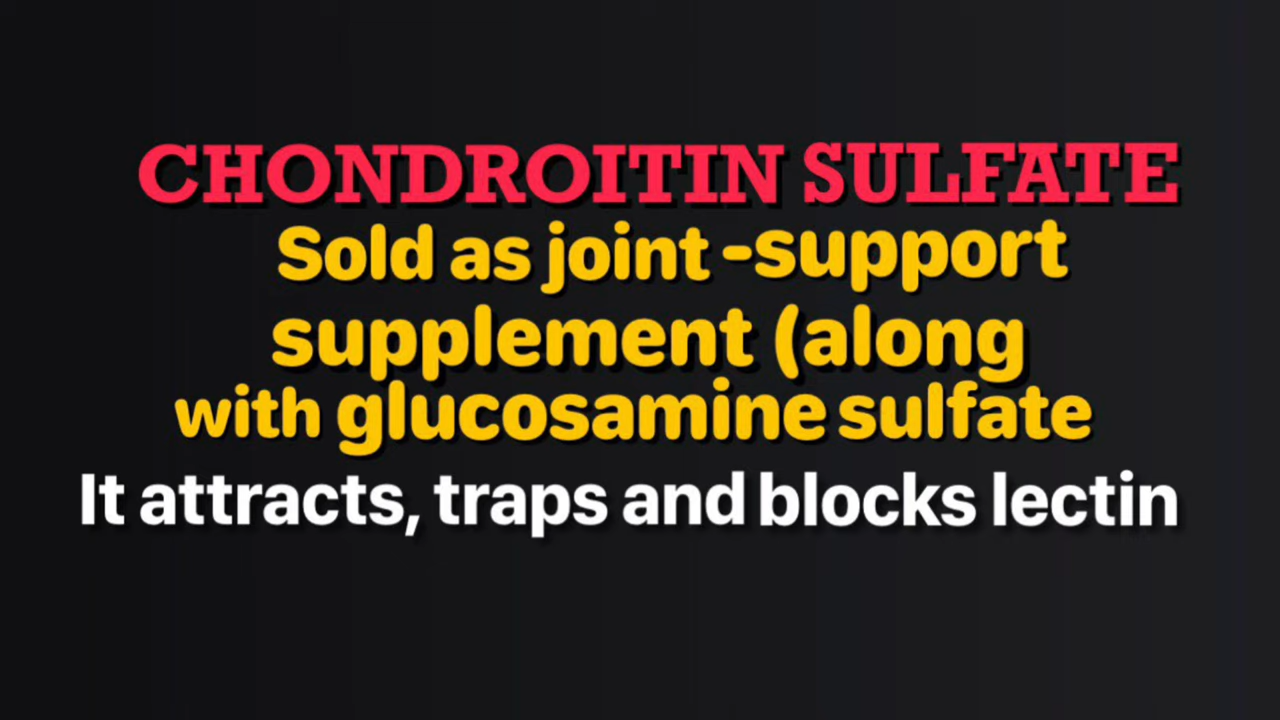 CHONDROITIN SULFATE
Sold as joint -support
supplement (along
with glucosamine sulfate
It attracts, traps and blocks lectin